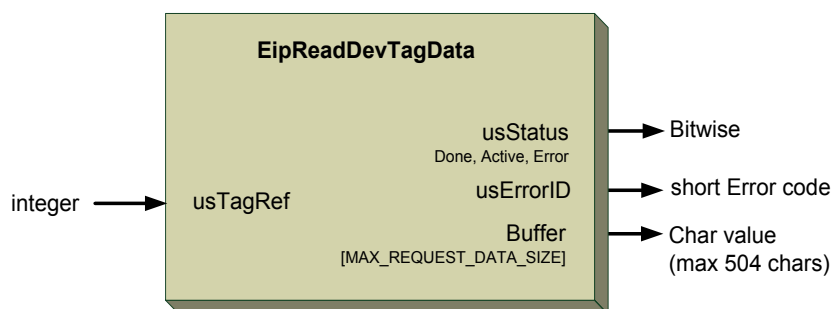 EipReadDevTagData
usStatus
Bitwise
Done, Active, Error
integer
usTagRef
usErrorID
short Error code
Buffer
Char value
[MAX_REQUEST_DATA_SIZE]
(max 504 chars)